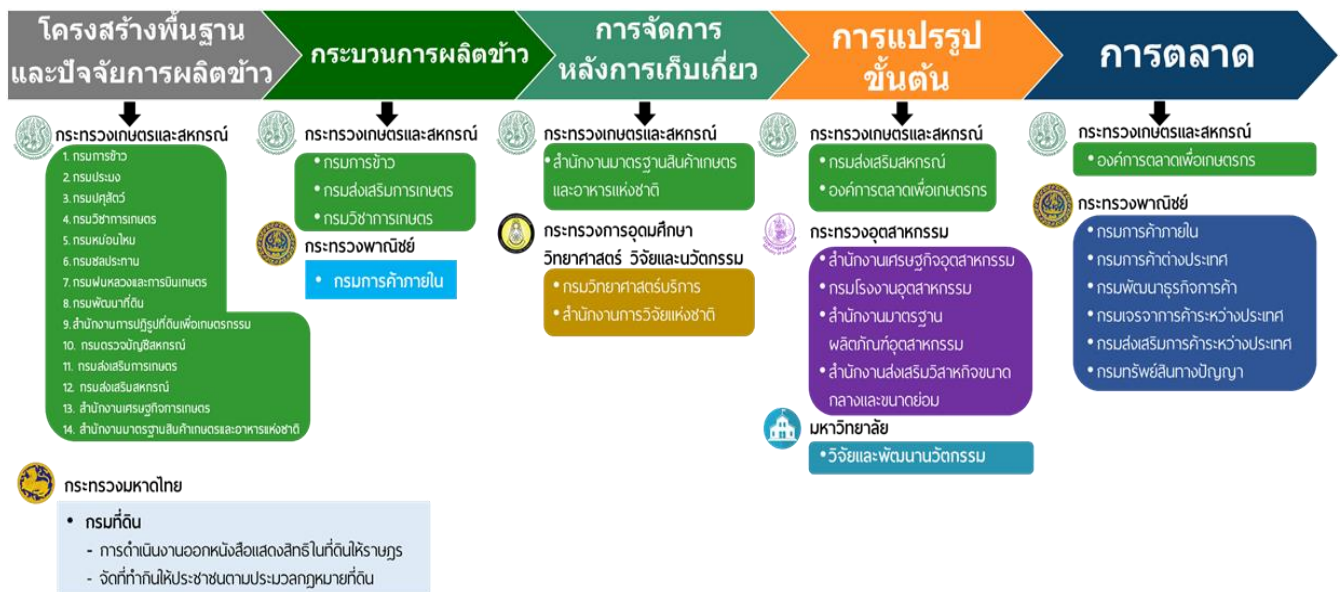 โครงสร้างพื้นฐาน
และปัจจัยการผลิตข้าว
กระบวนการผลิตข้าว
การจัดการ
หลังการเก็บเกี่ยว
การแปรรูป
ขั้นต้น
การตลาด
กระทรวงเกษตรและสหกรณ์
1. กรมการข้าว
2. กรมประมง
3. กรมปศุสัตว์
4. กรมวิชาการเกษตร
5. กรมหม่อนไหม
6. กรมชลประทาน
7. กรมฝนหลวงและการบินเกษตร
8. กรมพัฒนาที่ดิน
9. สำนักงานการปฏิรูปที่ดินเพื่อเกษตรกรรม
10. กรมตรวจบัญชีสหกรณ์
11. กรมส่งเสริมการเกษตร
12. กรมส่งเสริมสหกรณ์
13. สำนักงานเศรษฐกิจการเกษตร
14. สำนักงานมาตรฐานสินค้าเกษตรและอาหารแห่งชาติ
กระทรวงมหาดไทย
• กรมที่ดิน
- การดำเนินงานออกหนังสือแสดงสิทธิในที่ดินให้ราษฎร
- จัดที่ทำกินให้ประชาชนตามประมวลกฎหมายที่ดิน
กระทรวงเกษตรและสหกรณ์
• กรมการข้าว
• กรมส่งเสริมการเกษตร
• กรมวิชาการเกษตร
กระทรวงพาณิชย์
• กรมการค้าภายใน
กระทรวงเกษตรและสหกรณ์
• สำนักงานมาตรฐานสินค้าเกษตร
และอาหารแห่งชาติ
กระทรวงการอุดมศึกษา
วิทยาศาสตร์ วิจัยและนวัตกรรม
• กรมวิทยาศาสตร์บริการ
• สำนักงานการวิจัยแห่งชาติ
กระทรวงเกษตรและสหกรณ์
• กรมส่งเสริมสหกรณ์
• องค์การตลาดเพื่อเกษตรกร
กระทรวงอุตสาหกรรม
• สำนักงานเศรษฐกิจอุตสาหกรรม
• กรมโรงงานอุตสาหกรรม
• สำนักงานมาตรฐาน
ผลิตภัณฑ์อุตสาหกรรม
• สำนักงานส่งเสริมวิสาหกิจขนาด
กลางและขนาดย่อม
มหาวิทยาลัย
• วิจัยและพัฒนานวัตกรรม
กระทรวงเกษตรและสหกรณ์
• องค์การตลาดเพื่อเกษตรกร
กระทรวงพาณิชย์
• กรมการค้าภายใน
• กรมการค้าต่างประเทศ
• กรมพัฒนาธุรกิจการค้า
• กรมเจรจาการค้าระหว่างประเทศ
• กรมส่งเสริมการค้าระหว่างประเทศ
• กรมทรัพย์สินทางปัญญา